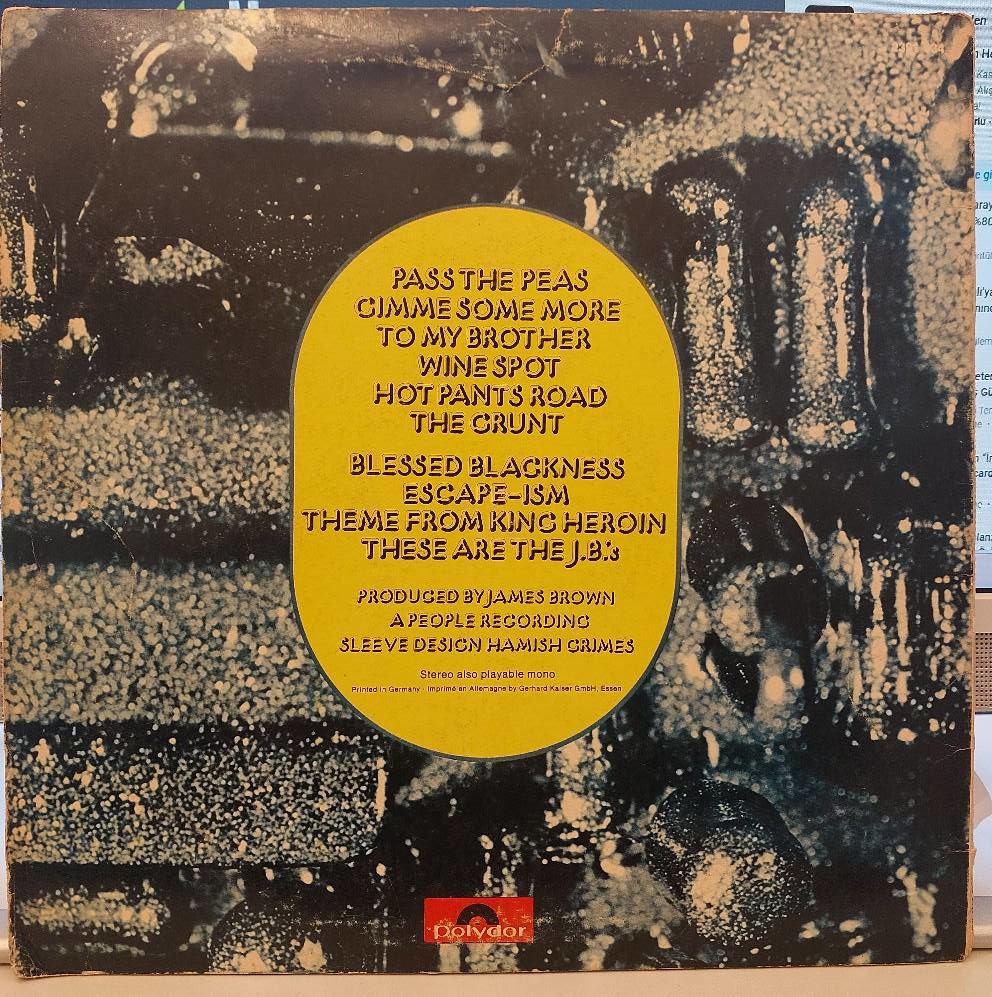 PASS THE PEAS
GIMME SOME MORE
TO MY BROTHER
WINE SPOT
HOT PANTS ROAD
THE GRUNT
BLESSED BLACKNESS
ESCAPE-ISM
THEME FROM KING HEROIN
THESE ARE THE J.B.'s
PRODUCED BY JAMES BROWN
A PEOPLE RECORDING
SLEEVE DESIGN HAMISH GRIMES
Stereo also playable mono
Printed in Germany · Imprimé en Allemagne by Gerhard Kaiser GmbH, Essen
Polydor